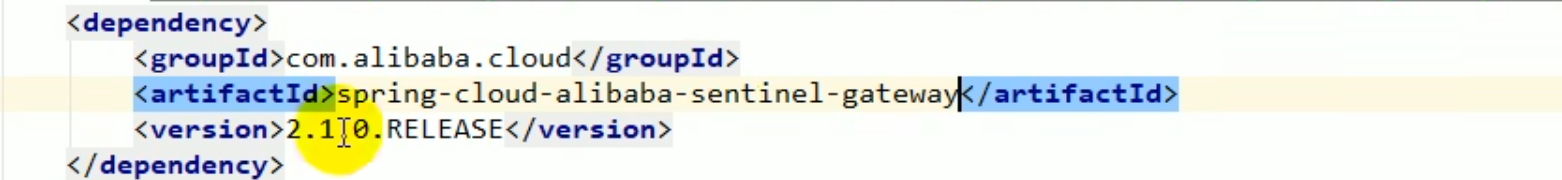 <dependency>
<groupId>com.alibaba.cloud</groupId>
<artifactId>spring-cloud-alibaba-sentinel-gateway</artifactId>
<version>2.1.0.RELEASE</version>
</dependency>